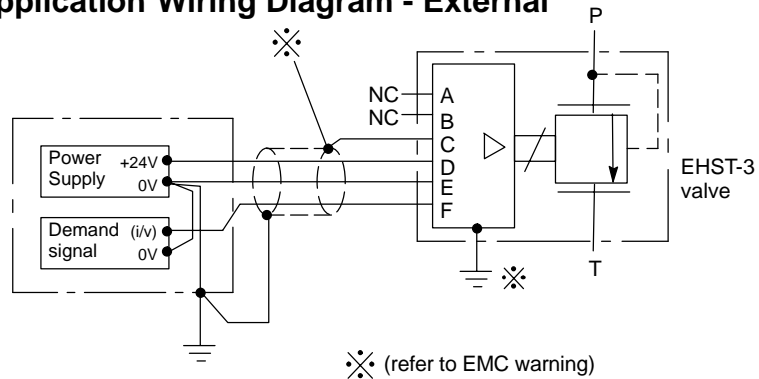 pplication Wiring Diagram - External
P
NC
NC
A
B
C
D
E
F
Power
Supply
+24V
0V
Demand
signal
(i/v)
0V
EHST-3
valve
T
※ (refer to EMC warning)